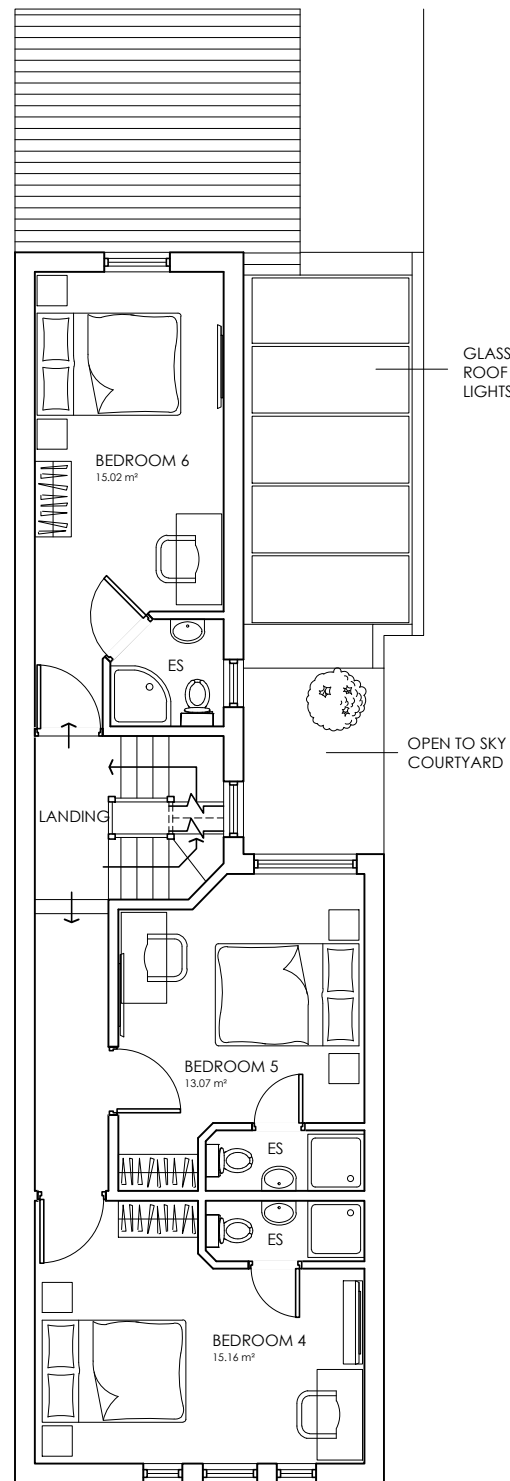 GLASS
ROOF
LIGHTS
BEDROOM 6
15.02 m²
ES
OPEN TO SKY
COURTYARD
LANDING
BEDROOM 5
13.07 m²
ES
ES
BEDROOM 4
15.16 m²